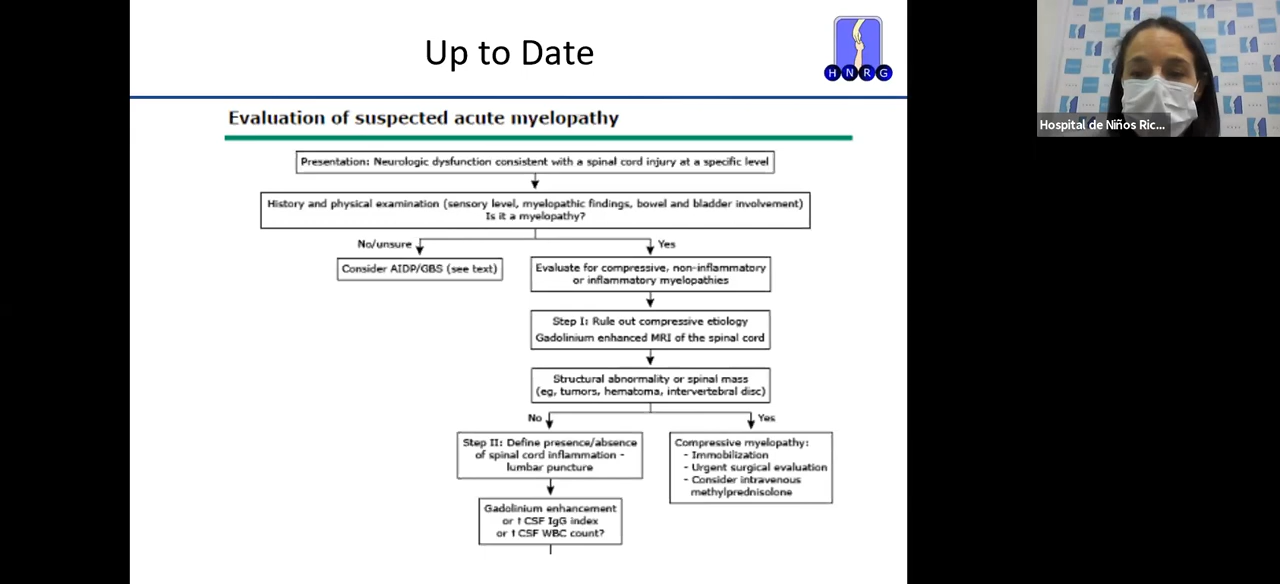 Up to Date
H N R G
Hospital de Niños Ric...
Evaluation of suspected acute myelopathy
Presentation: Neurologic dysfunction consistent with a spinal cord injury at a specific level
History and physical examination (sensory level, myelopathic findings, bowel and bladder involvement)
Is it a myelopathy?
No/unsure
Yes
Consider AIDP/GBS (see text)
Evaluate for compressive, non-inflammatory
or inflammatory myelopathies
Step I: Rule out compressive etiology
Gadolinium enhanced MRI of the spinal cord
Structural abnormality or spinal mass
(eg, tumors, hematoma, intervertebral disc)
No
Yes
Step II: Define presence/absence
of spinal cord inflammation -
lumbar puncture
Compressive myelopathy:
- Immobilization
- Urgent surgical evaluation
- Consider intravenous
methylprednisolone
Gadolinium enhancement
or ↑ CSF IgG index
or ↑ CSF WBC count?